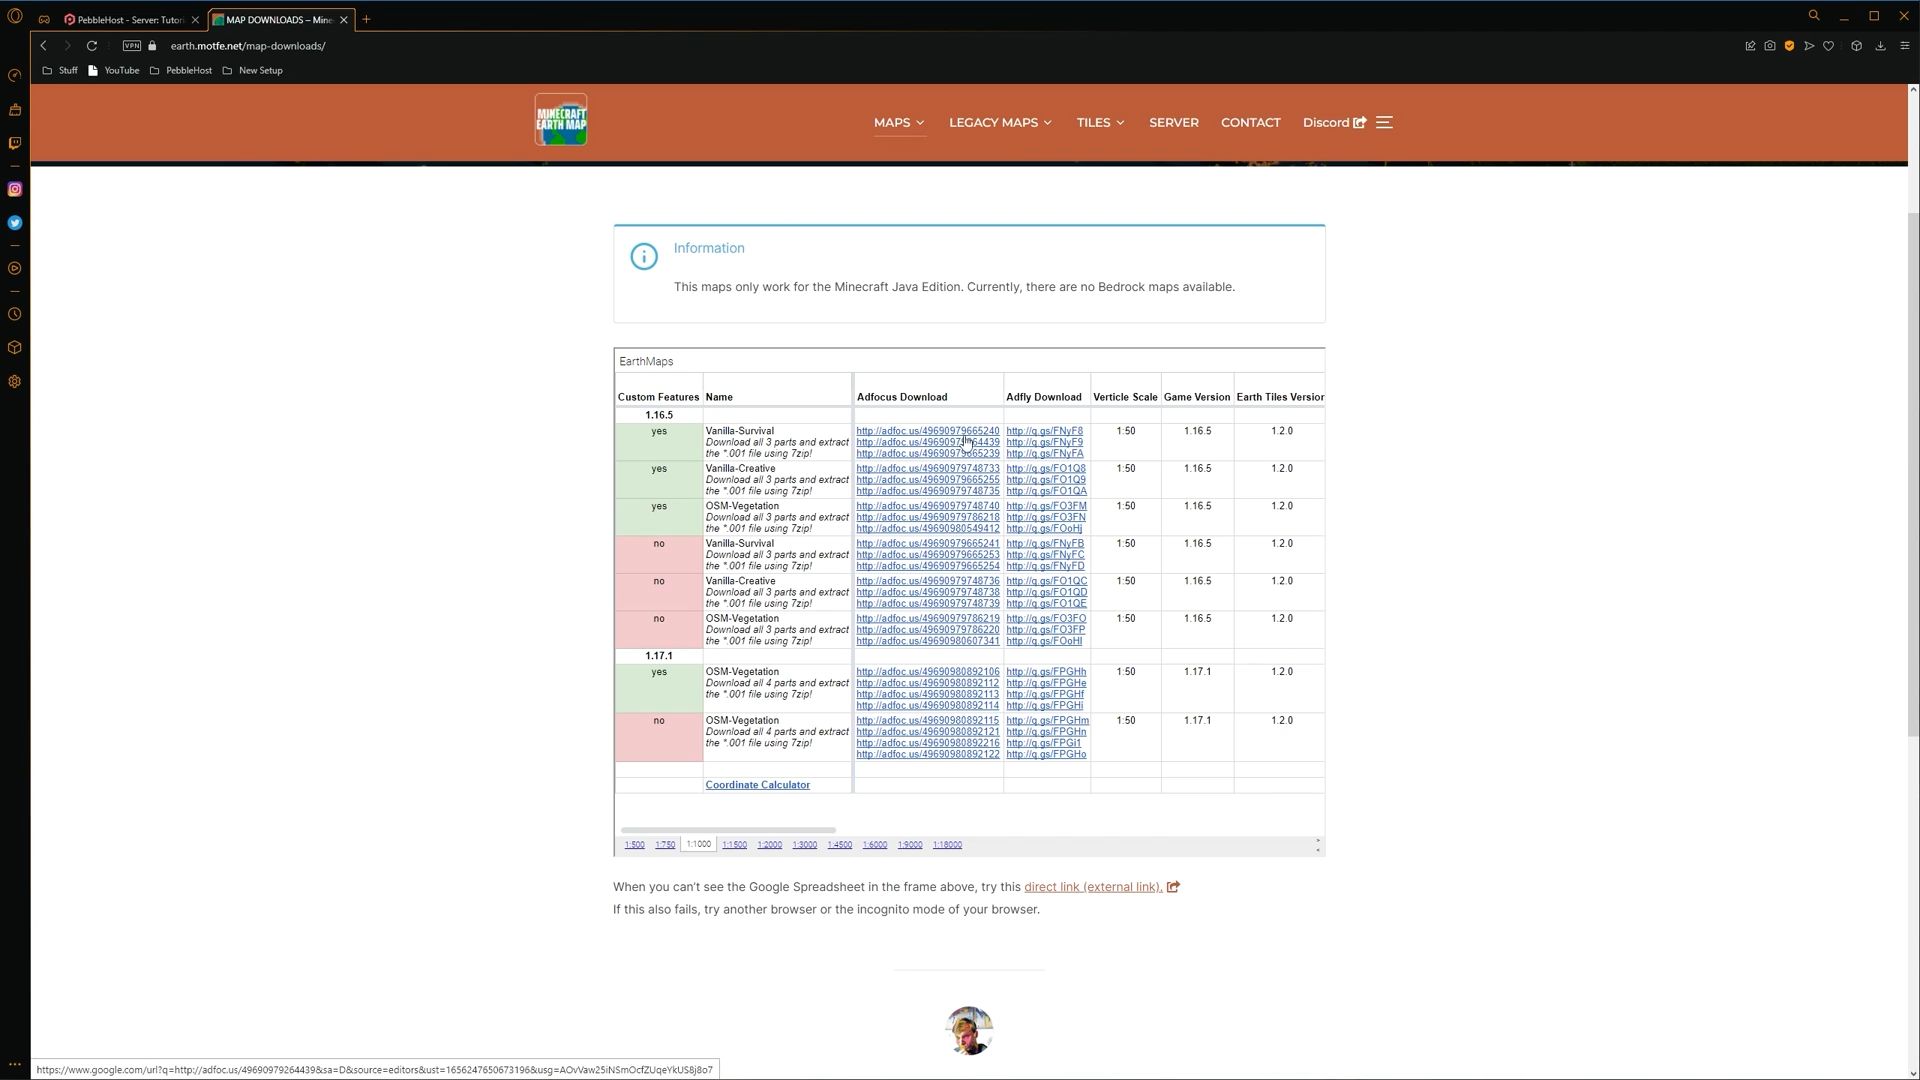 PebbleHost - Server: Tutori
MAP DOWNLOADS – Mine
VPN
earth.motfe.net/map-downloads/
Stuff
YouTube
PebbleHost
New Setup
MINECRAFT
EARTH MAP
MAPS
LEGACY MAPS
TILES
SERVER
CONTACT
Discord
Information
This maps only work for the Minecraft Java Edition. Currently, there are no Bedrock maps available.
EarthMaps
Custom Features Name Adfocus Download Adfly Download Verticle Scale Game Version Earth Tiles Version
1.16.5
yes Vanilla-Survival http://adfoc.us/49690979665240 http://q.gs/FNyF8 1:50 1.16.5 1.2.0
Download all 3 parts and extract http://q.gs/FNyF9
the *.001 file using 7zip! http://q.gs/FNyFA
yes Vanilla-Creative http://adfoc.us/49690979748733 http://q.gs/FO1Q8 1:50 1.16.5 1.2.0
Download all 3 parts and extract http://adfoc.us/49690979665255 http://q.gs/FO1Q9
the *.001 file using 7zip! http://adfoc.us/49690979748735 http://q.gs/FO1QA
yes OSM-Vegetation http://adfoc.us/49690979748740 http://q.gs/FO3FM 1:50 1.16.5 1.2.0
Download all 3 parts and extract http://adfoc.us/49690979786218 http://q.gs/FO3FN
the *.001 file using 7zip! http://adfoc.us/49690980549412 http://q.gs/FOoHj
no Vanilla-Survival http://adfoc.us/49690979665241 http://q.gs/FNyFB 1:50 1.16.5 1.2.0
Download all 3 parts and extract http://adfoc.us/49690979665253 http://q.gs/FNyFC
the *.001 file using 7zip! http://adfoc.us/49690979665254 http://q.gs/FNyFD
no Vanilla-Creative http://adfoc.us/49690979748736 http://q.gs/FO1QC 1:50 1.16.5 1.2.0
Download all 3 parts and extract http://adfoc.us/49690979748738 http://q.gs/FO1QD
the *.001 file using 7zip! http://adfoc.us/49690979748739 http://q.gs/FO1QE
no OSM-Vegetation http://adfoc.us/49690979786219 http://q.gs/FO3FO 1:50 1.16.5 1.2.0
Download all 3 parts and extract http://adfoc.us/49690979786220 http://q.gs/FO3FP
the *.001 file using 7zip! http://adfoc.us/49690980607341 http://q.gs/FOoHI
1.17.1
yes OSM-Vegetation http://adfoc.us/49690980892106 http://q.gs/FPGHh 1:50 1.17.1 1.2.0
Download all 4 parts and extract http://adfoc.us/49690980892112 http://q.gs/FPGHe
the *.001 file using 7zip! http://adfoc.us/49690980892113 http://q.gs/FPGHf
http://adfoc.us/49690980892114 http://q.gs/FPGHi
no OSM-Vegetation http://adfoc.us/49690980892115 http://q.gs/FPGHm 1:50 1.17.1 1.2.0
Download all 4 parts and extract http://adfoc.us/49690980892121 http://q.gs/FPGHn
the *.001 file using 7zip! http://adfoc.us/49690980892216 http://q.gs/FPGi1
http://adfoc.us/49690980892122 http://q.gs/FPGHo
Coordinate Calculator
1:500 1:750 1:1000 1:1500 1:2000 1:3000 1:4500 1:6000 1:9000 1:18000
When you can't see the Google Spreadsheet in the frame above, try this direct link (external link).
If this also fails, try another browser or the incognito mode of your browser.
https://www.google.com/url?q=http://adfoc.us/49690979264439&sa=D&source=editors&ust=1656247650673196&usg=AOvVaw25iNSmOcfZUqeYkUS8j8o7